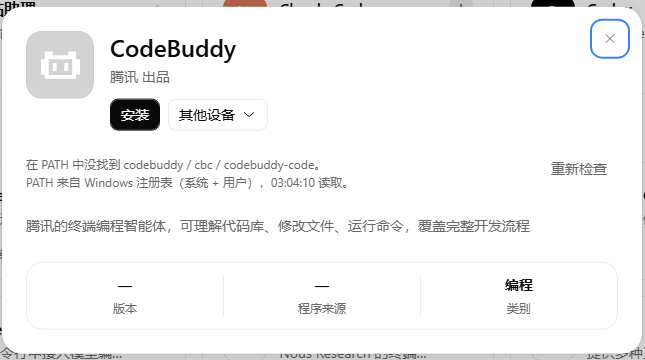 CodeBuddy
腾讯 出品
安装
其他设备
在 PATH 中没找到 codebuddy / cbc / codebuddy-code。
重新检查
PATH 来自 Windows 注册表（系统 + 用户），03:04:10 读取。
腾讯的终端编程智能体，可理解代码库、修改文件、运行命令，覆盖完整开发流程
— — 编程
版本 程序来源 类别